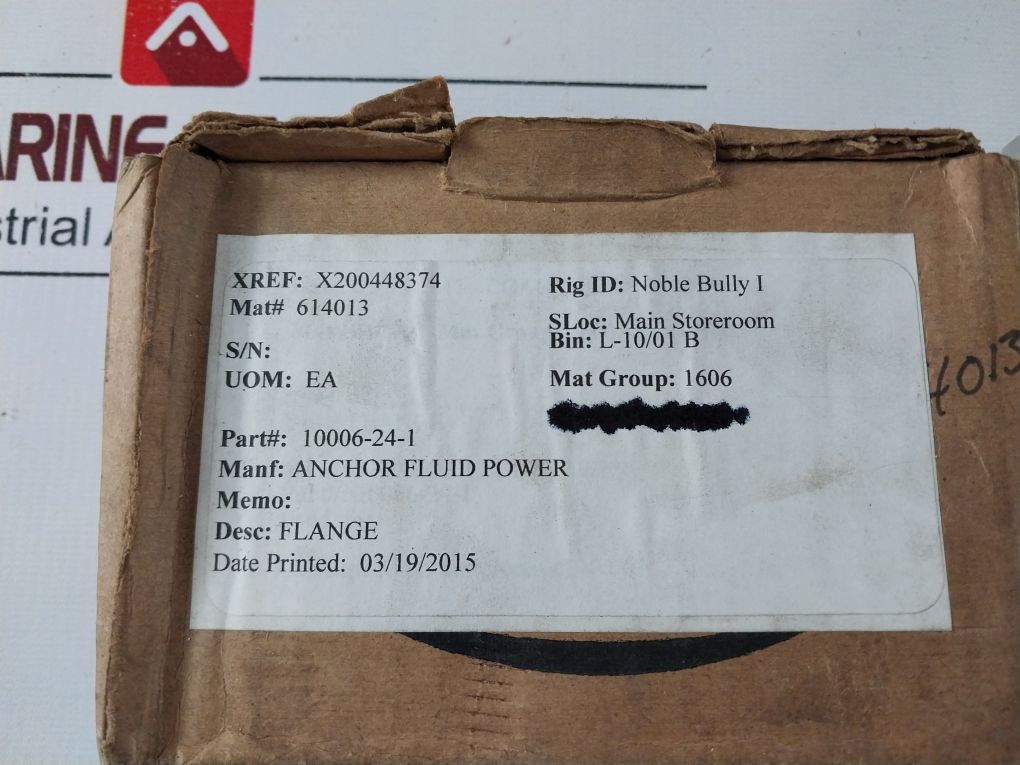 ARINE
strial A
XREF: X200448374
Mat# 614013
S/N:
UOM: EA
Rig ID: Noble Bully I
SLoc: Main Storeroom
Bin: L-10/01 B
Mat Group: 1606
4013
Part#: 10006-24-1
Manf: ANCHOR FLUID POWER
Memo:
Desc: FLANGE
Date Printed: 03/19/2015